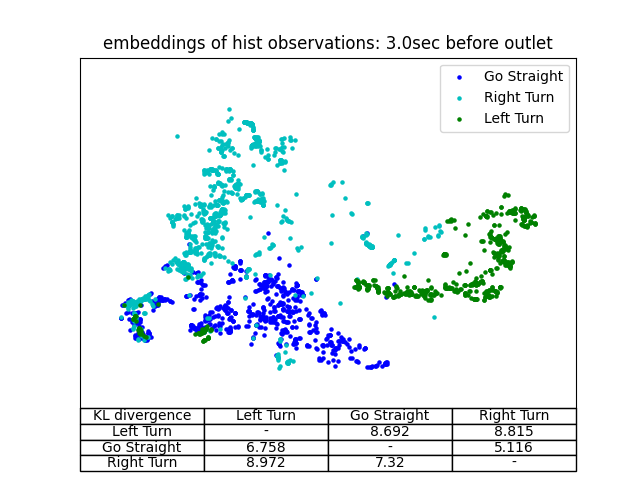 embeddings of hist observations: 3.0sec before outlet
Go Straight
Right Turn
Left Turn
KL divergence Left Turn Go Straight Right Turn
Left Turn - 8.692 8.815
Go Straight 6.758 - 5.116
Right Turn 8.972 7.32 -